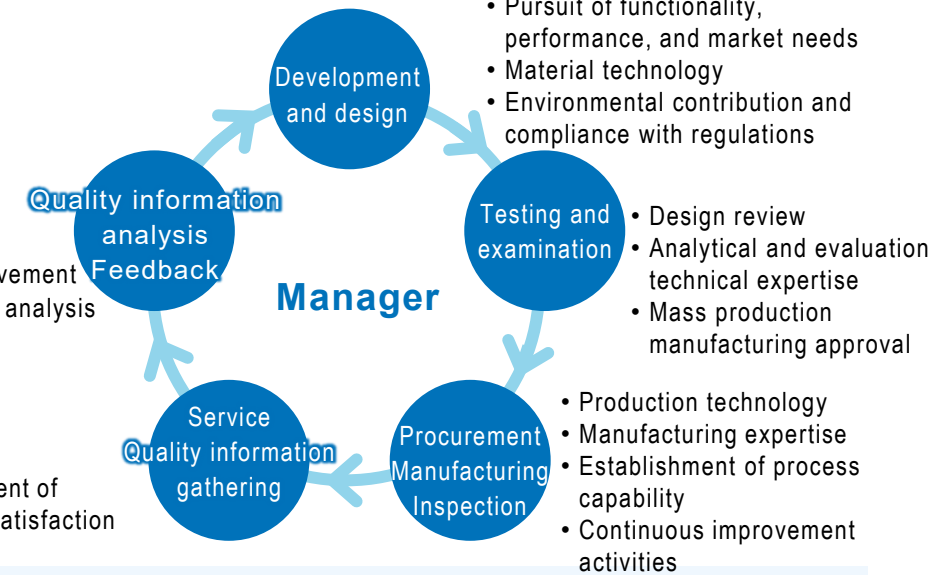 • Pursuit of functionality,
performance, and market needs
• Material technology
• Environmental contribution and
compliance with regulations
Development
and design
Testing and
examination
• Design review
• Analytical and evaluation
technical expertise
• Mass production
manufacturing approval
Quality information
analysis
Feedback
analysis
Manager
Procurement
Manufacturing
Inspection
• Production technology
• Manufacturing expertise
• Establishment of process
capability
• Continuous improvement
activities
Service
Quality information
gathering
of